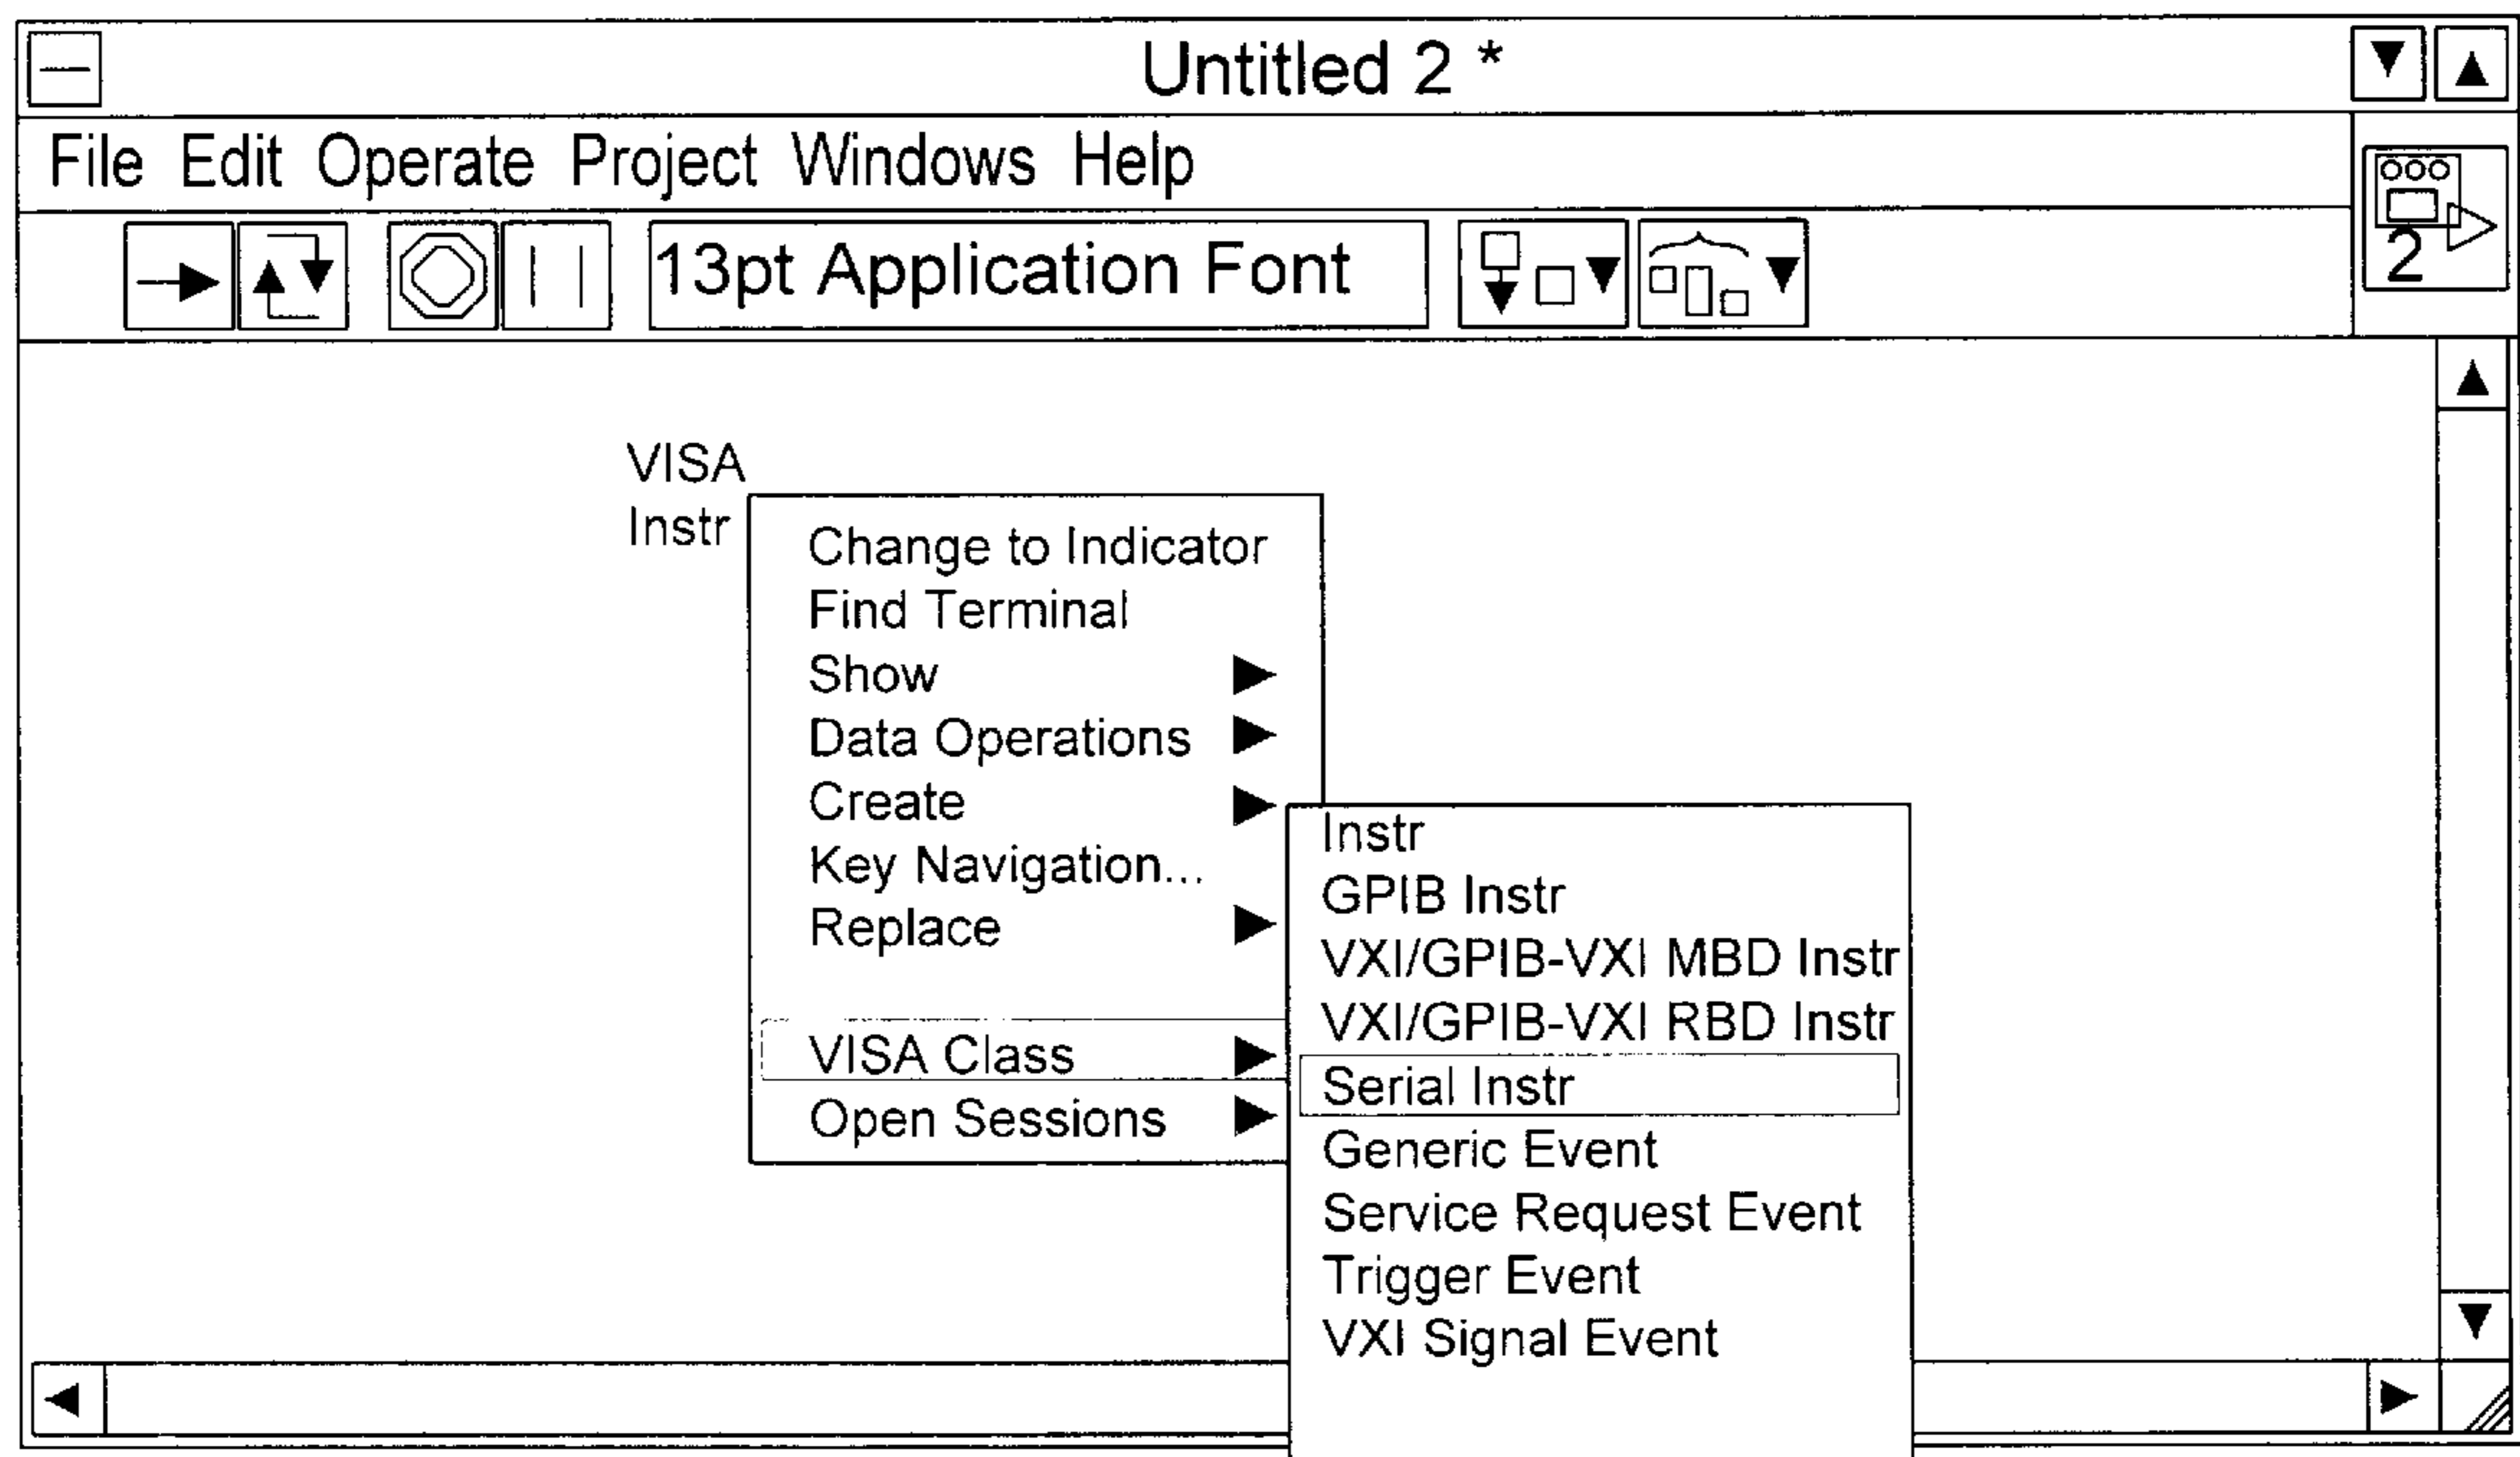 Untitled 2 *
File Edit Operate Project Windows Help
2
13pt Application Font
VISA
Instr
Change to Indicator
Find Terminal
Show
Data Operations
Create
Key Navigation...
Replace
VISA Class
Open Sessions
Instr
GPIB Instr
VXI/GPIB-VXI MBD Instr
VXI/GPIB-VXI RBD Instr
Serial Instr
Generic Event
Service Request Event
Trigger Event
VXI Signal Event